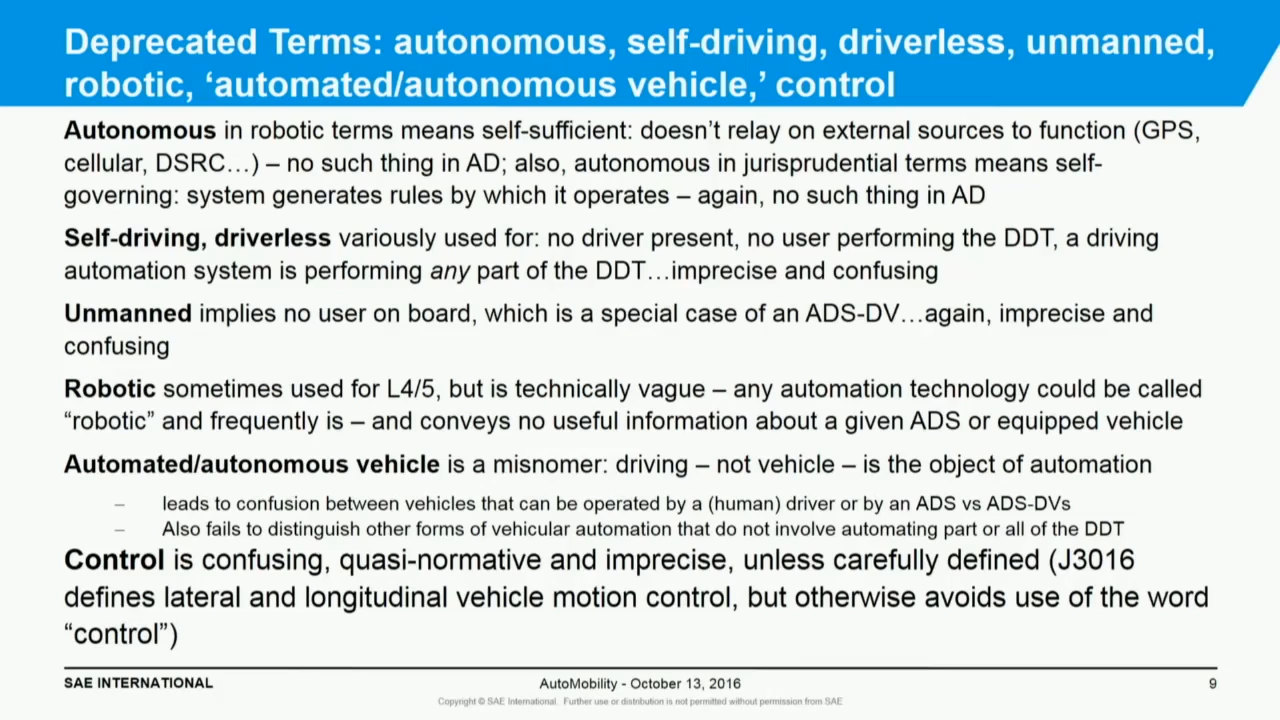 Deprecated Terms: autonomous, self-driving, driverless, unmanned,
robotic, ‘automated/autonomous vehicle,’ control
Autonomous in robotic terms means self-sufficient: doesn’t relay on external sources to function (GPS,
cellular, DSRC…) – no such thing in AD; also, autonomous in jurisprudential terms means self-
governing: system generates rules by which it operates – again, no such thing in AD
Self-driving, driverless variously used for: no driver present, no user performing the DDT, a driving
automation system is performing any part of the DDT…imprecise and confusing
Unmanned implies no user on board, which is a special case of an ADS-DV…again, imprecise and
confusing
Robotic sometimes used for L4/5, but is technically vague – any automation technology could be called
“robotic” and frequently is – and conveys no useful information about a given ADS or equipped vehicle
Automated/autonomous vehicle is a misnomer: driving – not vehicle – is the object of automation
– leads to confusion between vehicles that can be operated by a (human) driver or by an ADS vs ADS-DVs
– Also fails to distinguish other forms of vehicular automation that do not involve automating part or all of the DDT
Control is confusing, quasi-normative and imprecise, unless carefully defined (J3016
defines lateral and longitudinal vehicle motion control, but otherwise avoids use of the word
“control”)
SAE INTERNATIONAL AutoMobility - October 13, 2016 9
Copyright © SAE International. Further use or distribution is not permitted without permission from SAE